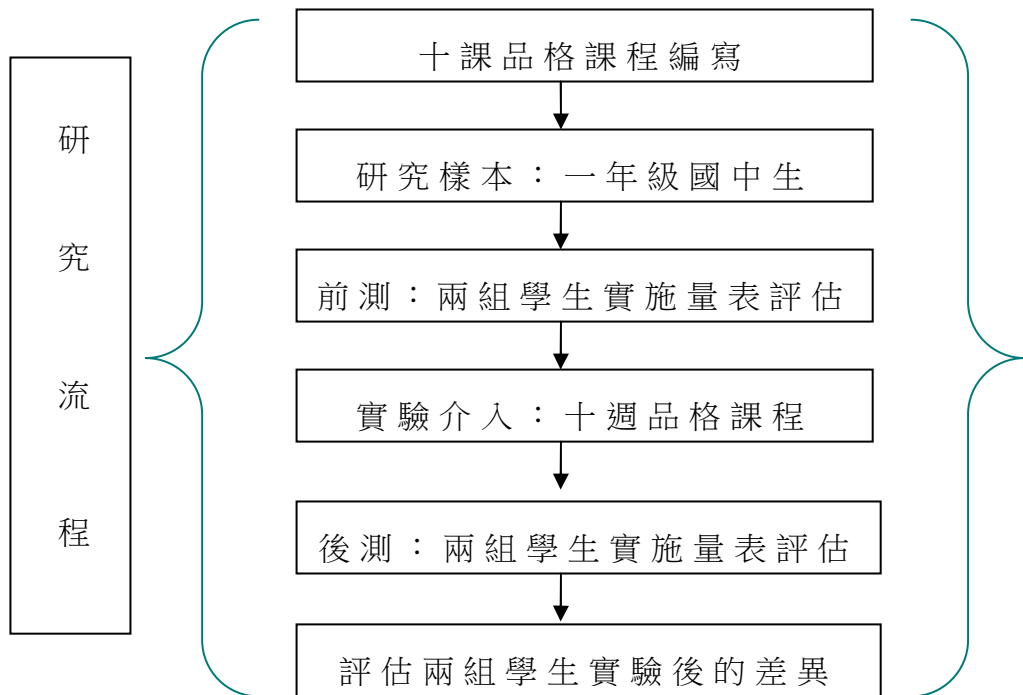 研究流程
十課品格課程編寫
研究樣本：一年級國中生
前測：兩組學生實施量表評估
實驗介入：十週品格課程
後測：兩組學生實施量表評估
評估兩組學生實驗後的差異